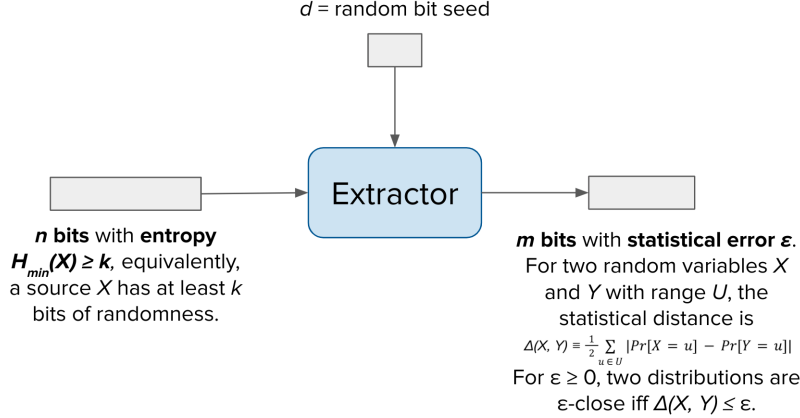 d = random bit seed
Extractor
n bits with entropy
H_min(X) ≥ k, equivalently,
a source X has at least k
bits of randomness.
m bits with statistical error ε.
For two random variables X
and Y with range U, the
statistical distance is
Δ(X, Y) ≡ 1/2 ∑_{u∈U} |Pr[X = u] − Pr[Y = u]|
For ε ≥ 0, two distributions are
ε-close iff Δ(X, Y) ≤ ε.